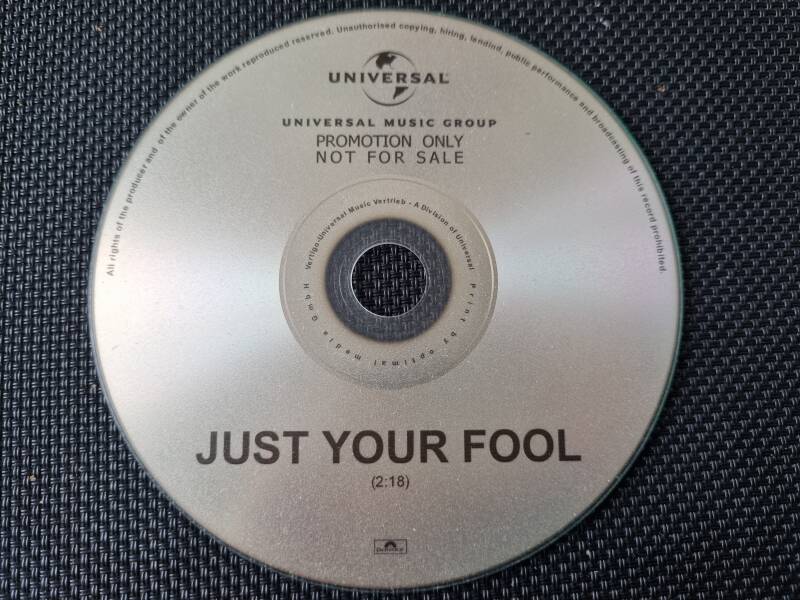 All rights of the producer and of the owner of the work reproduced reserved. Unauthorised copying, hiring, lending, public performance and broadcasting of this record prohibited.
UNIVERSAL
UNIVERSAL MUSIC GROUP
PROMOTION ONLY
NOT FOR SALE
Vertigo-Universal Music Vertrieb - A Division of Universal
Print by optimal media GmbH
JUST YOUR FOOL
(2:18)
Polydor